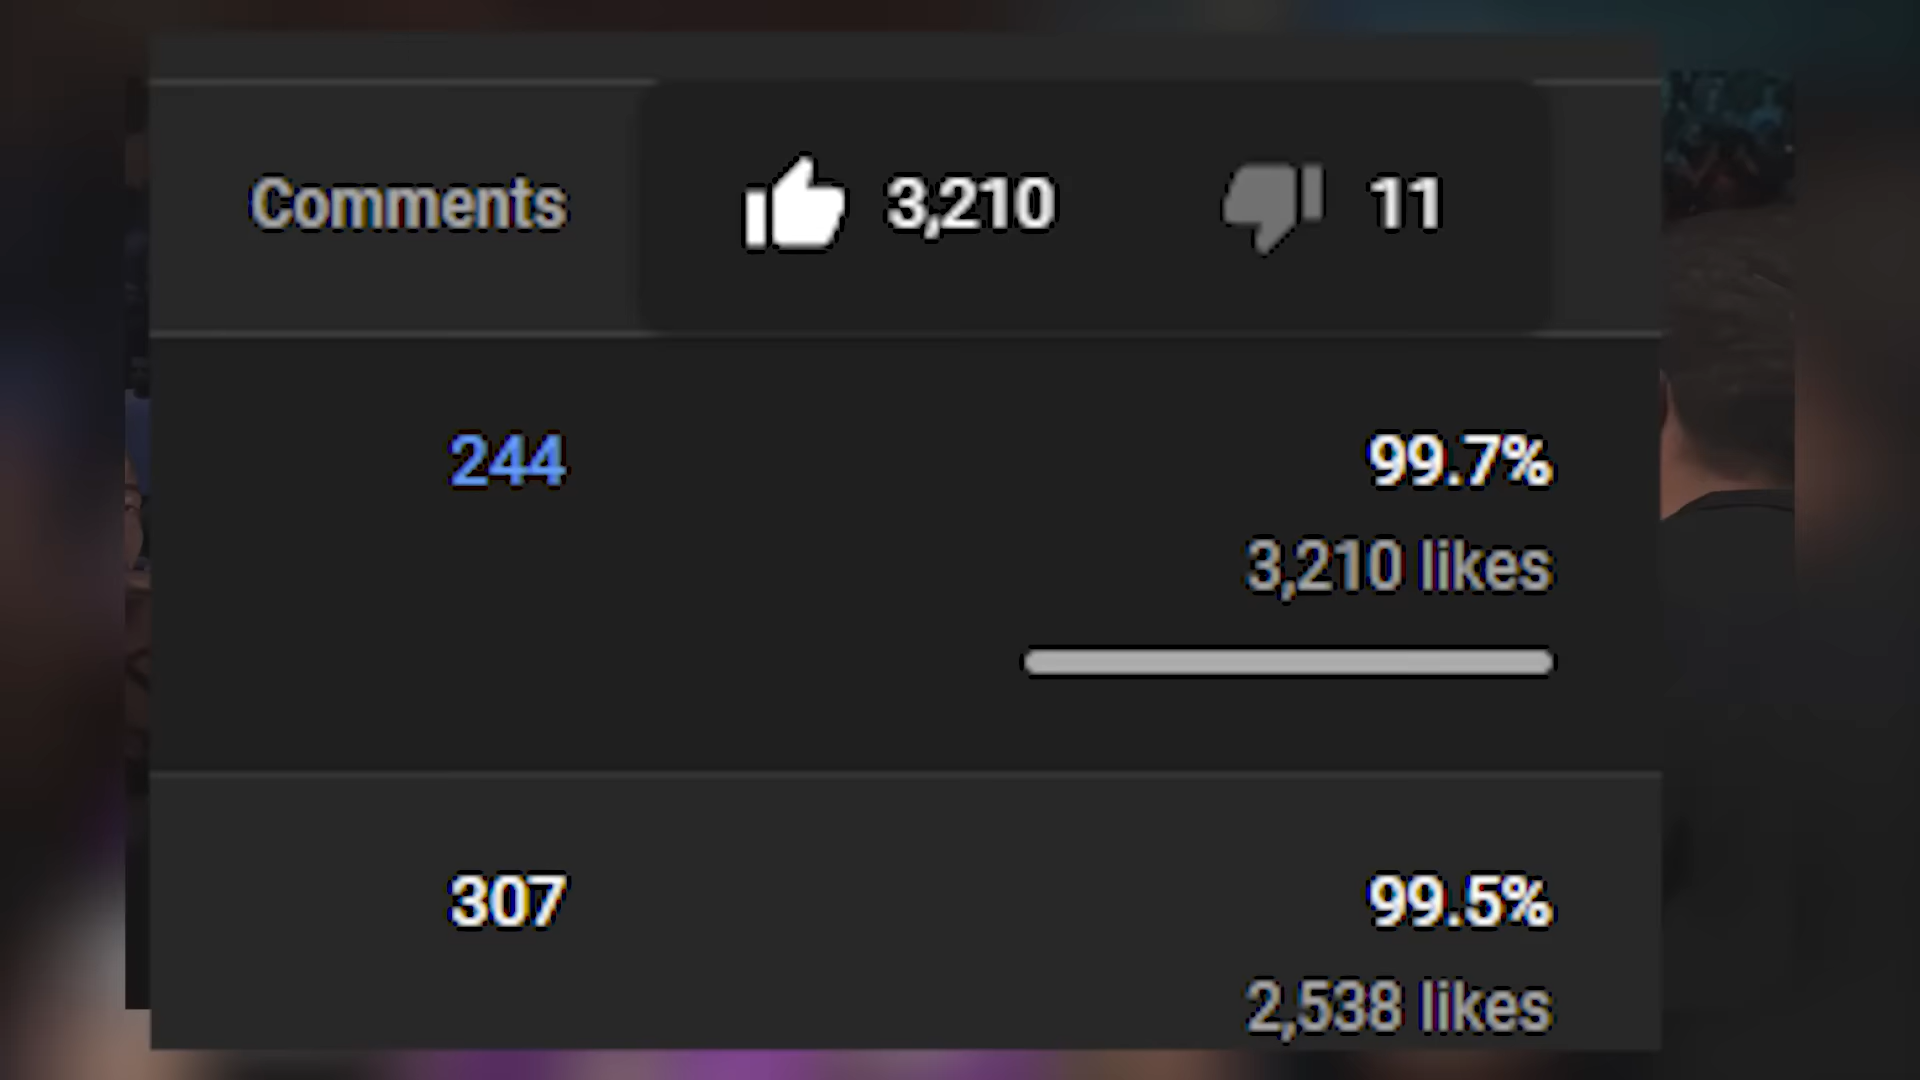 Comments 3,210 11
244 99.7%
3,210 likes
307 99.5%
2,538 likes